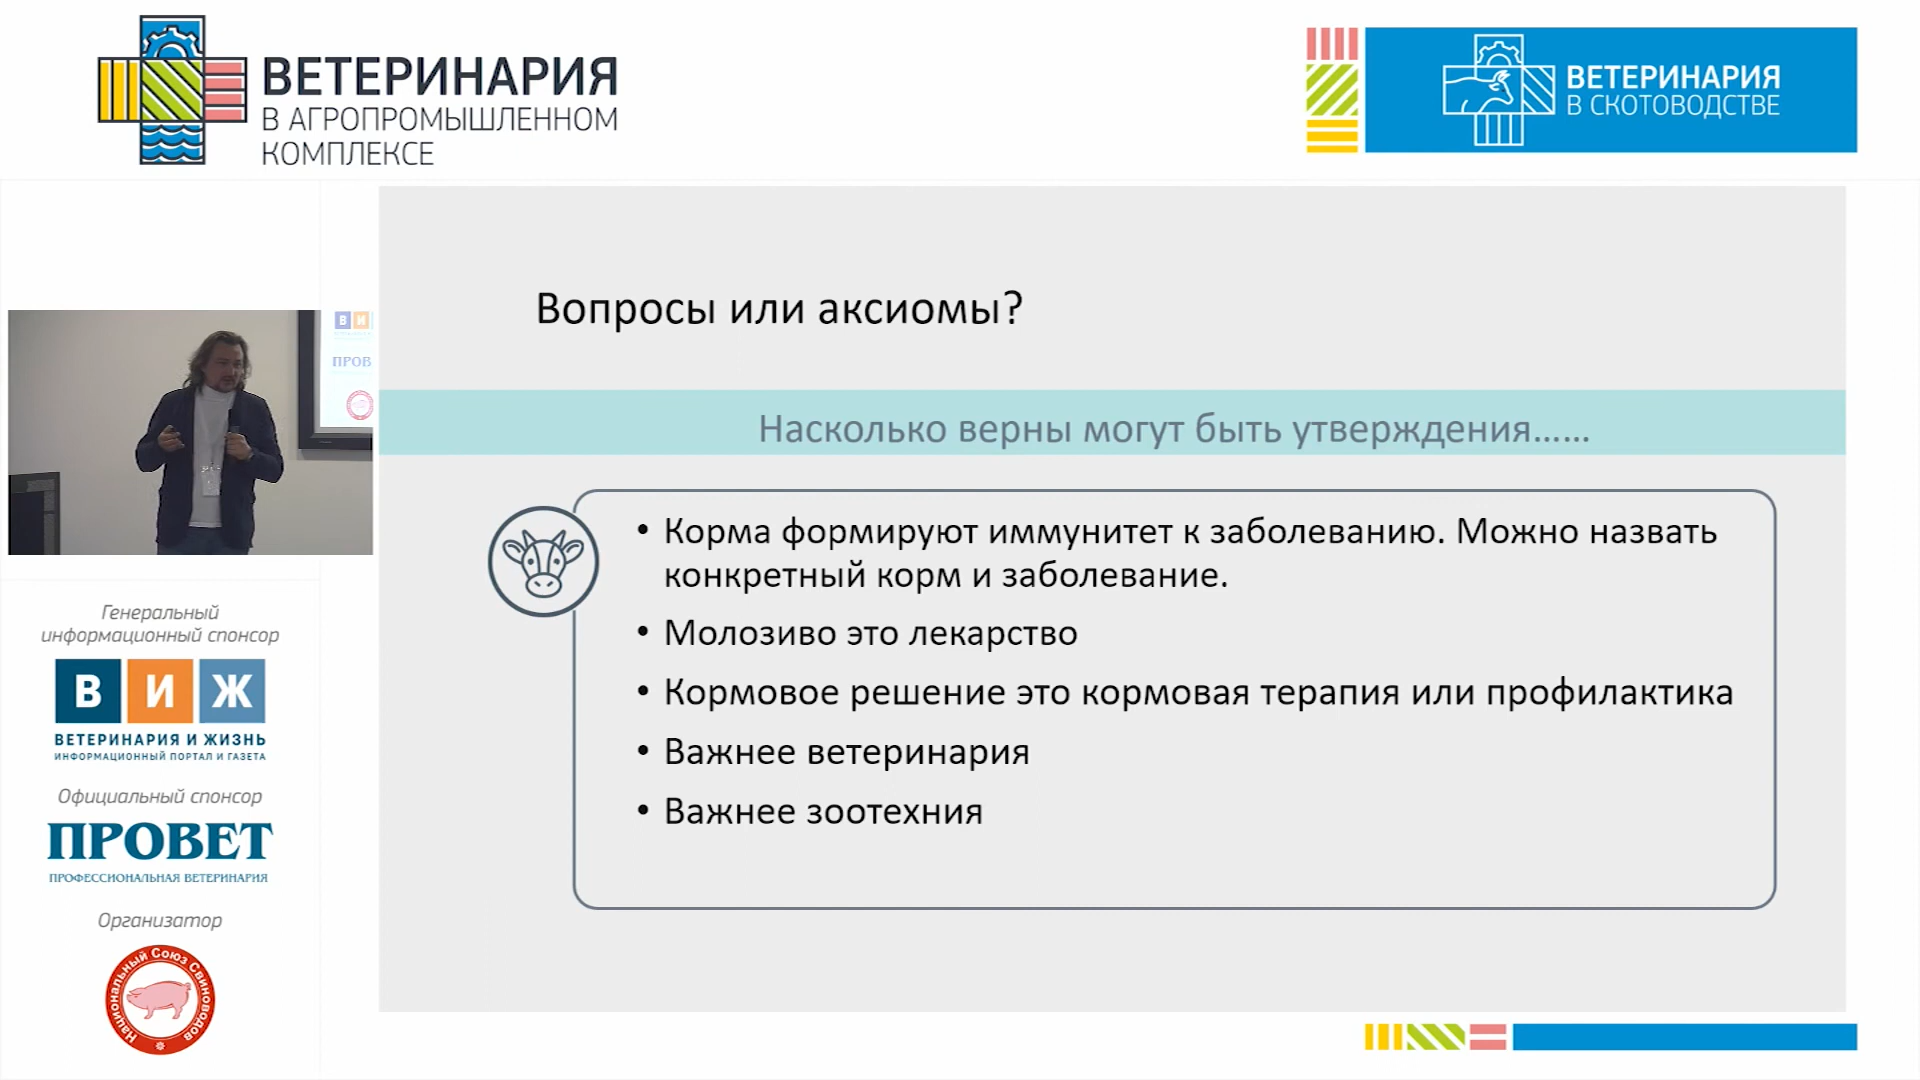 ВЕТЕРИНАРИЯ
В АГРОПРОМЫШЛЕННОМ
КОМПЛЕКСЕ
ВЕТЕРИНАРИЯ
В СКОТОВОДСТВЕ
Вопросы или аксиомы?
Насколько верны могут быть утверждения……
• Корма формируют иммунитет к заболеванию. Можно назвать
конкретный корм и заболевание.
• Молозиво это лекарство
• Кормовое решение это кормовая терапия или профилактика
• Важнее ветеринария
• Важнее зоотехния
В И
ПРОВ
Генеральный
информационный спонсор
В И Ж
ВЕТЕРИНАРИЯ И ЖИЗНЬ
ИНФОРМАЦИОННЫЙ ПОРТАЛ И ГАЗЕТА
Официальный спонсор
ПРОВЕТ
ПРОФЕССИОНАЛЬНАЯ ВЕТЕРИНАРИЯ
Организатор
Национальный Союз Свиноводов